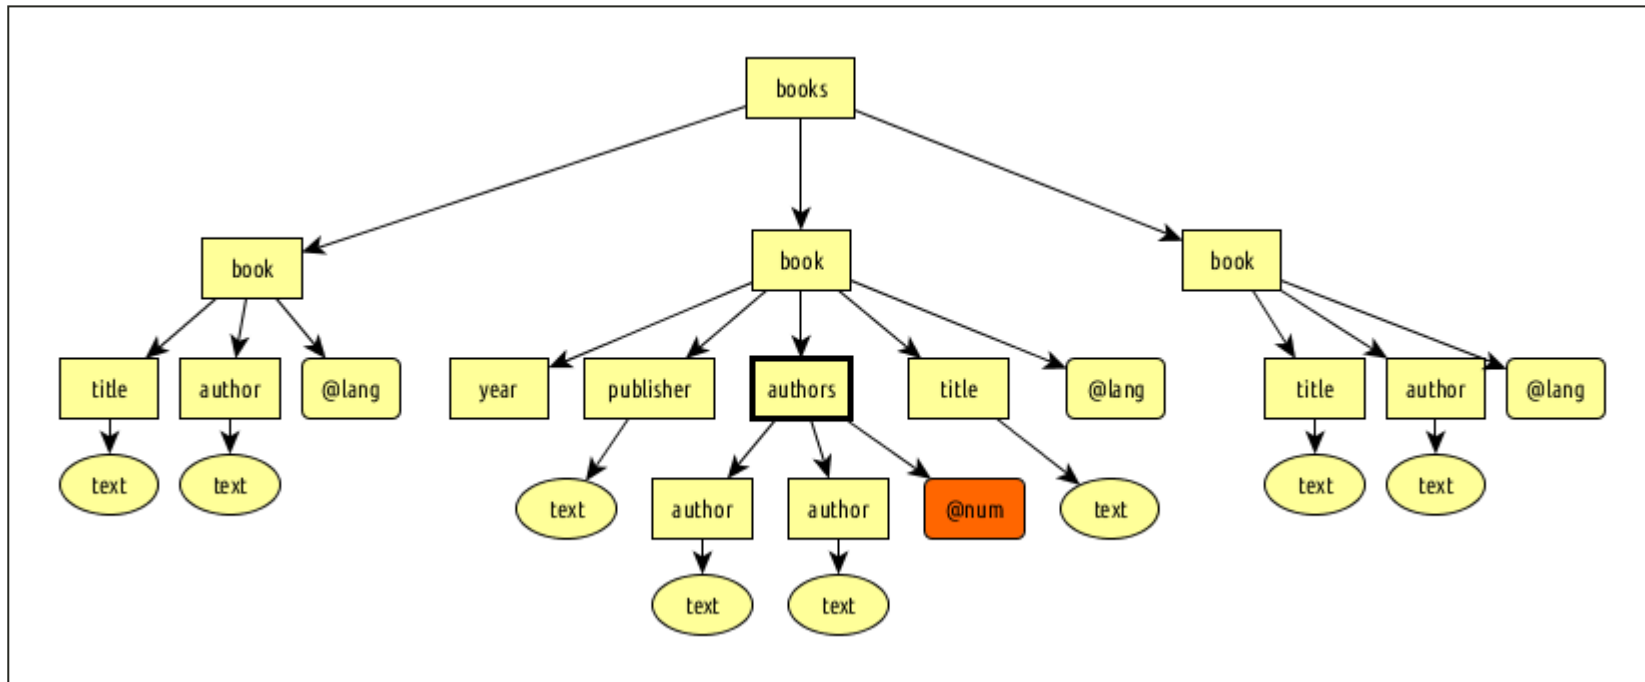 books
book
book
book
title
author
@lang
year
publisher
authors
title
@lang
title
author
@lang
text
text
text
author
author
@num
text
text
text
text
text